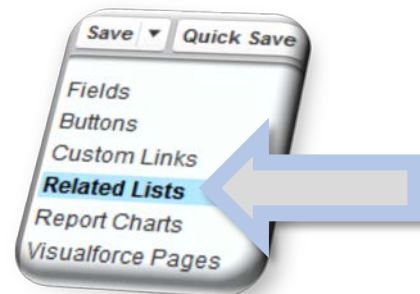 Save ▼ Quick Save
Fields
Buttons
Custom Links
Related Lists
Report Charts
Visualforce Pages